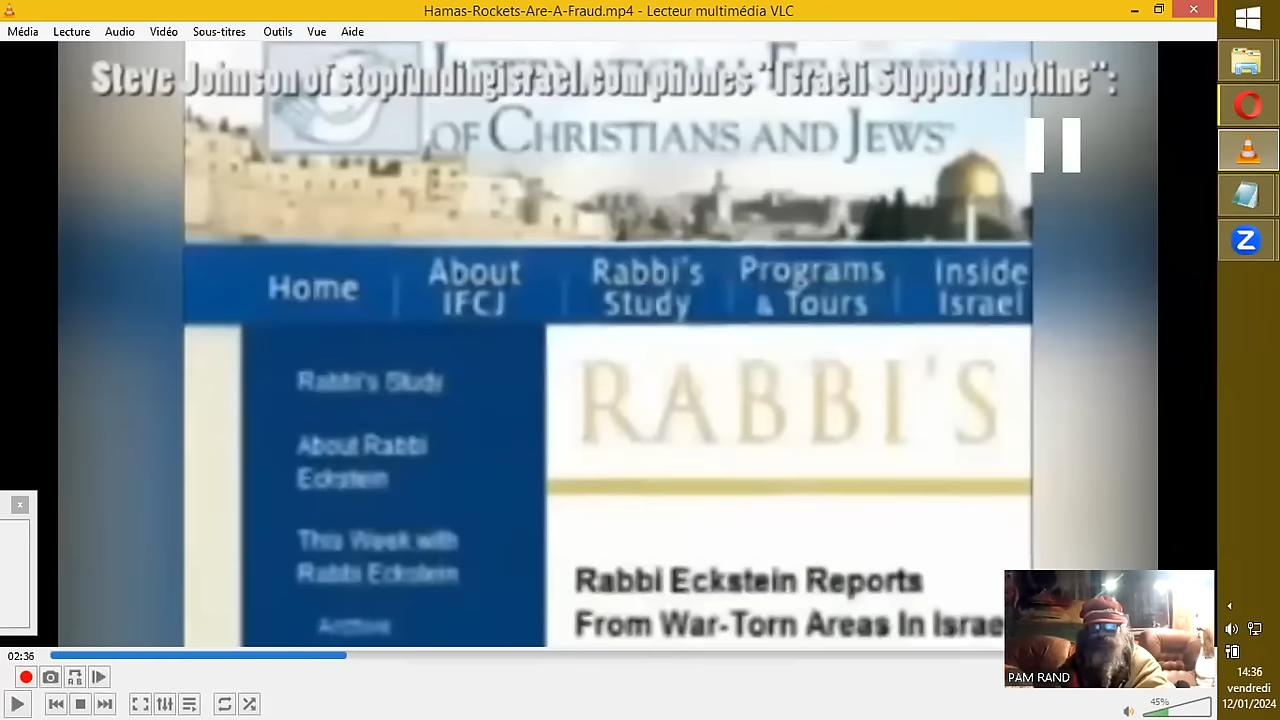 Hamas-Rockets-Are-A-Fraud.mp4 - Lecteur multimédia VLC
Média Lecture Audio Vidéo Sous-titres Outils Vue Aide
Steve Johnson of stopfundingisrael.com phones "Israeli Support Hotline":
OF CHRISTIANS AND JEWS
Home
About
IFCJ
Rabbi's
Study
Programs
& Tours
Inside
Israel
Rabbi's Study
About Rabbi
Eckstein
This Week with
Rabbi Eckstein
Archive
RABBI'S
Rabbi Eckstein Reports
From War-Torn Areas In Israe
PAM RAND
02:36
45%
14:36
vendredi
12/01/2024